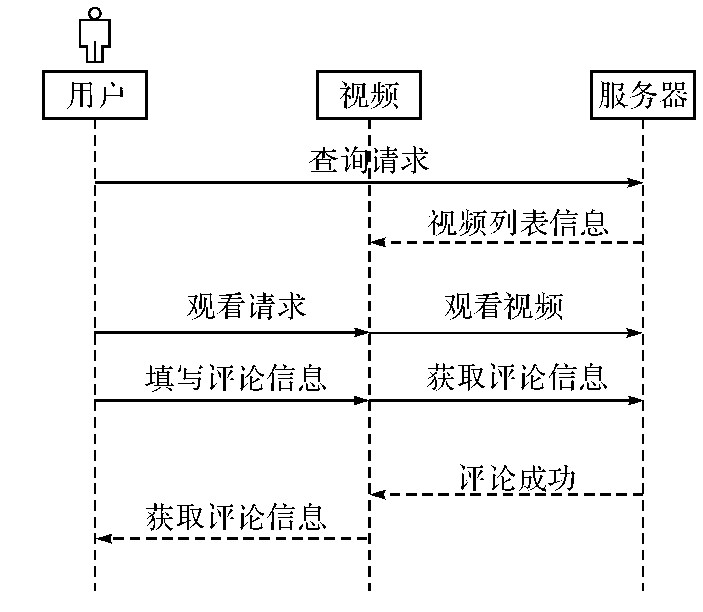 用户
视频
服务器
查询请求
视频列表信息
观看请求
观看视频
填写评论信息
获取评论信息
评论成功
获取评论信息